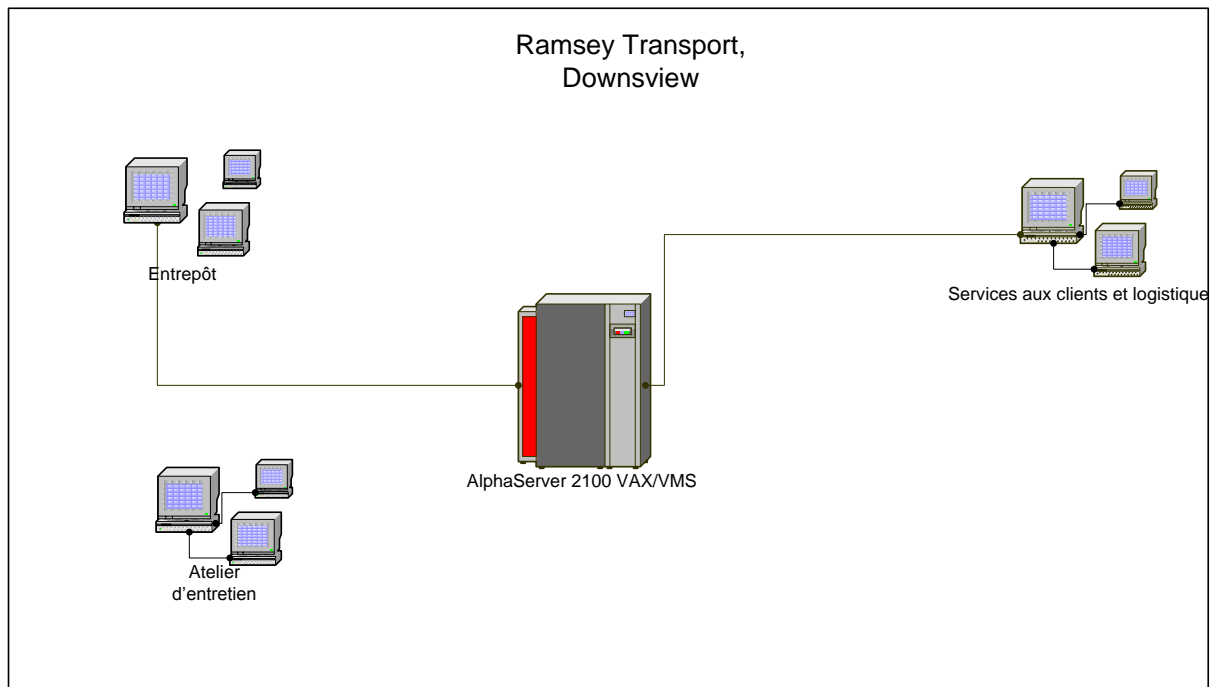 Ramsey Transport,
Downsview
Entrepôt
Services aux clients et logistique
AlphaServer 2100 VAX/VMS
Atelier
d'entretien